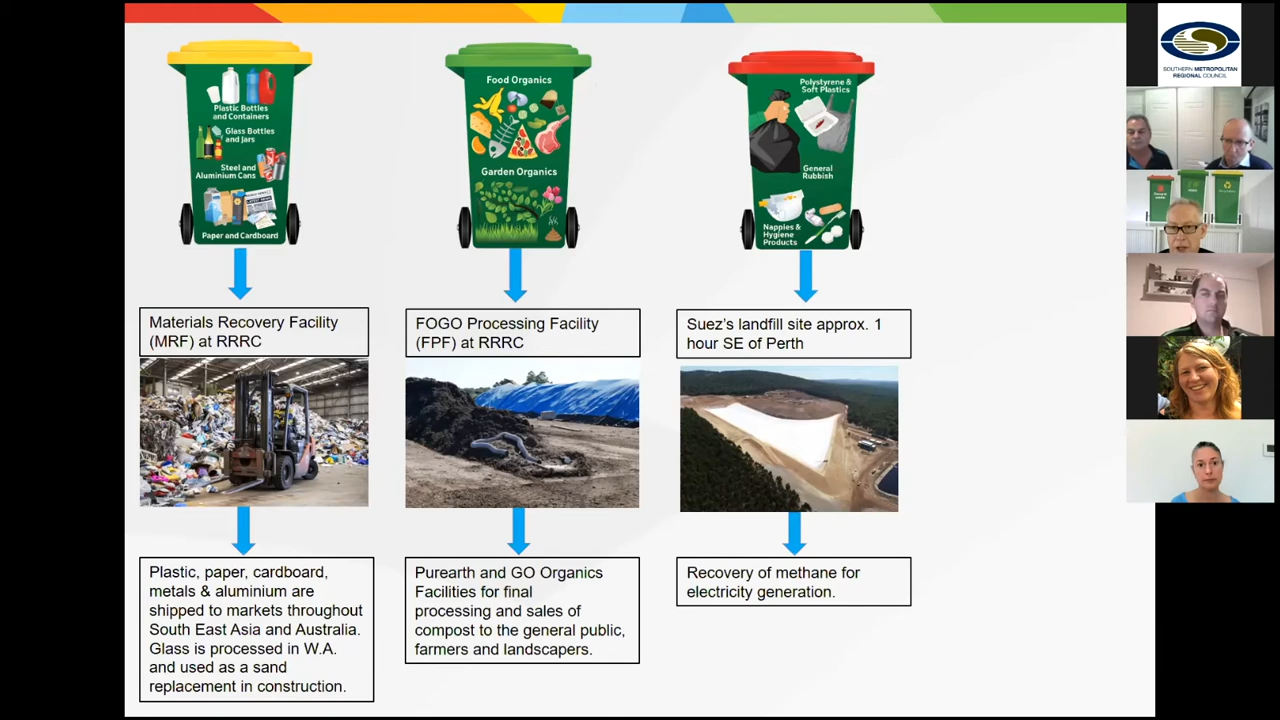 Plastic Bottles
and Containers
Glass Bottles
and Jars
Steel and
Aluminium Cans
Paper and Cardboard
Food Organics
Garden Organics
Polystyrene &
Soft Plastics
General
Rubbish
Nappies &
Hygiene
Products
Materials Recovery Facility
(MRF) at RRRC
FOGO Processing Facility
(FPF) at RRRC
Suez's landfill site approx. 1
hour SE of Perth
Plastic, paper, cardboard,
metals & aluminium are
shipped to markets throughout
South East Asia and Australia.
Glass is processed in W.A.
and used as a sand
replacement in construction.
Purearth and GO Organics
Facilities for final
processing and sales of
compost to the general public,
farmers and landscapers.
Recovery of methane for
electricity generation.
SOUTHERN METROPOLITAN
REGIONAL COUNCIL